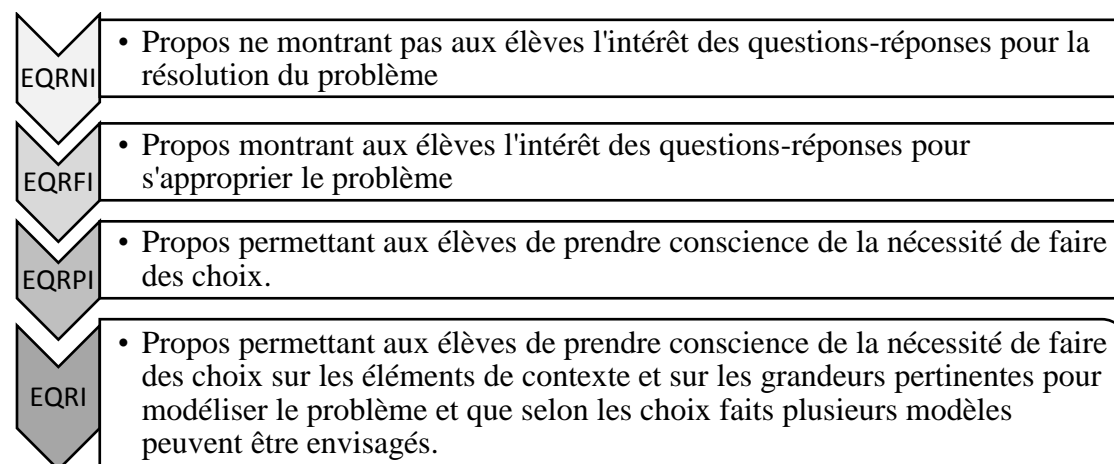 EQRNI
• Propos ne montrant pas aux élèves l'intérêt des questions-réponses pour la
résolution du problème
EQRFI
• Propos montrant aux élèves l'intérêt des questions-réponses pour
s'approprier le problème
EQRPI
• Propos permettant aux élèves de prendre conscience de la nécessité de faire
des choix.
EQRI
• Propos permettant aux élèves de prendre conscience de la nécessité de faire
des choix sur les éléments de contexte et sur les grandeurs pertinentes pour
modéliser le problème et que selon les choix faits plusieurs modèles
peuvent être envisagés.